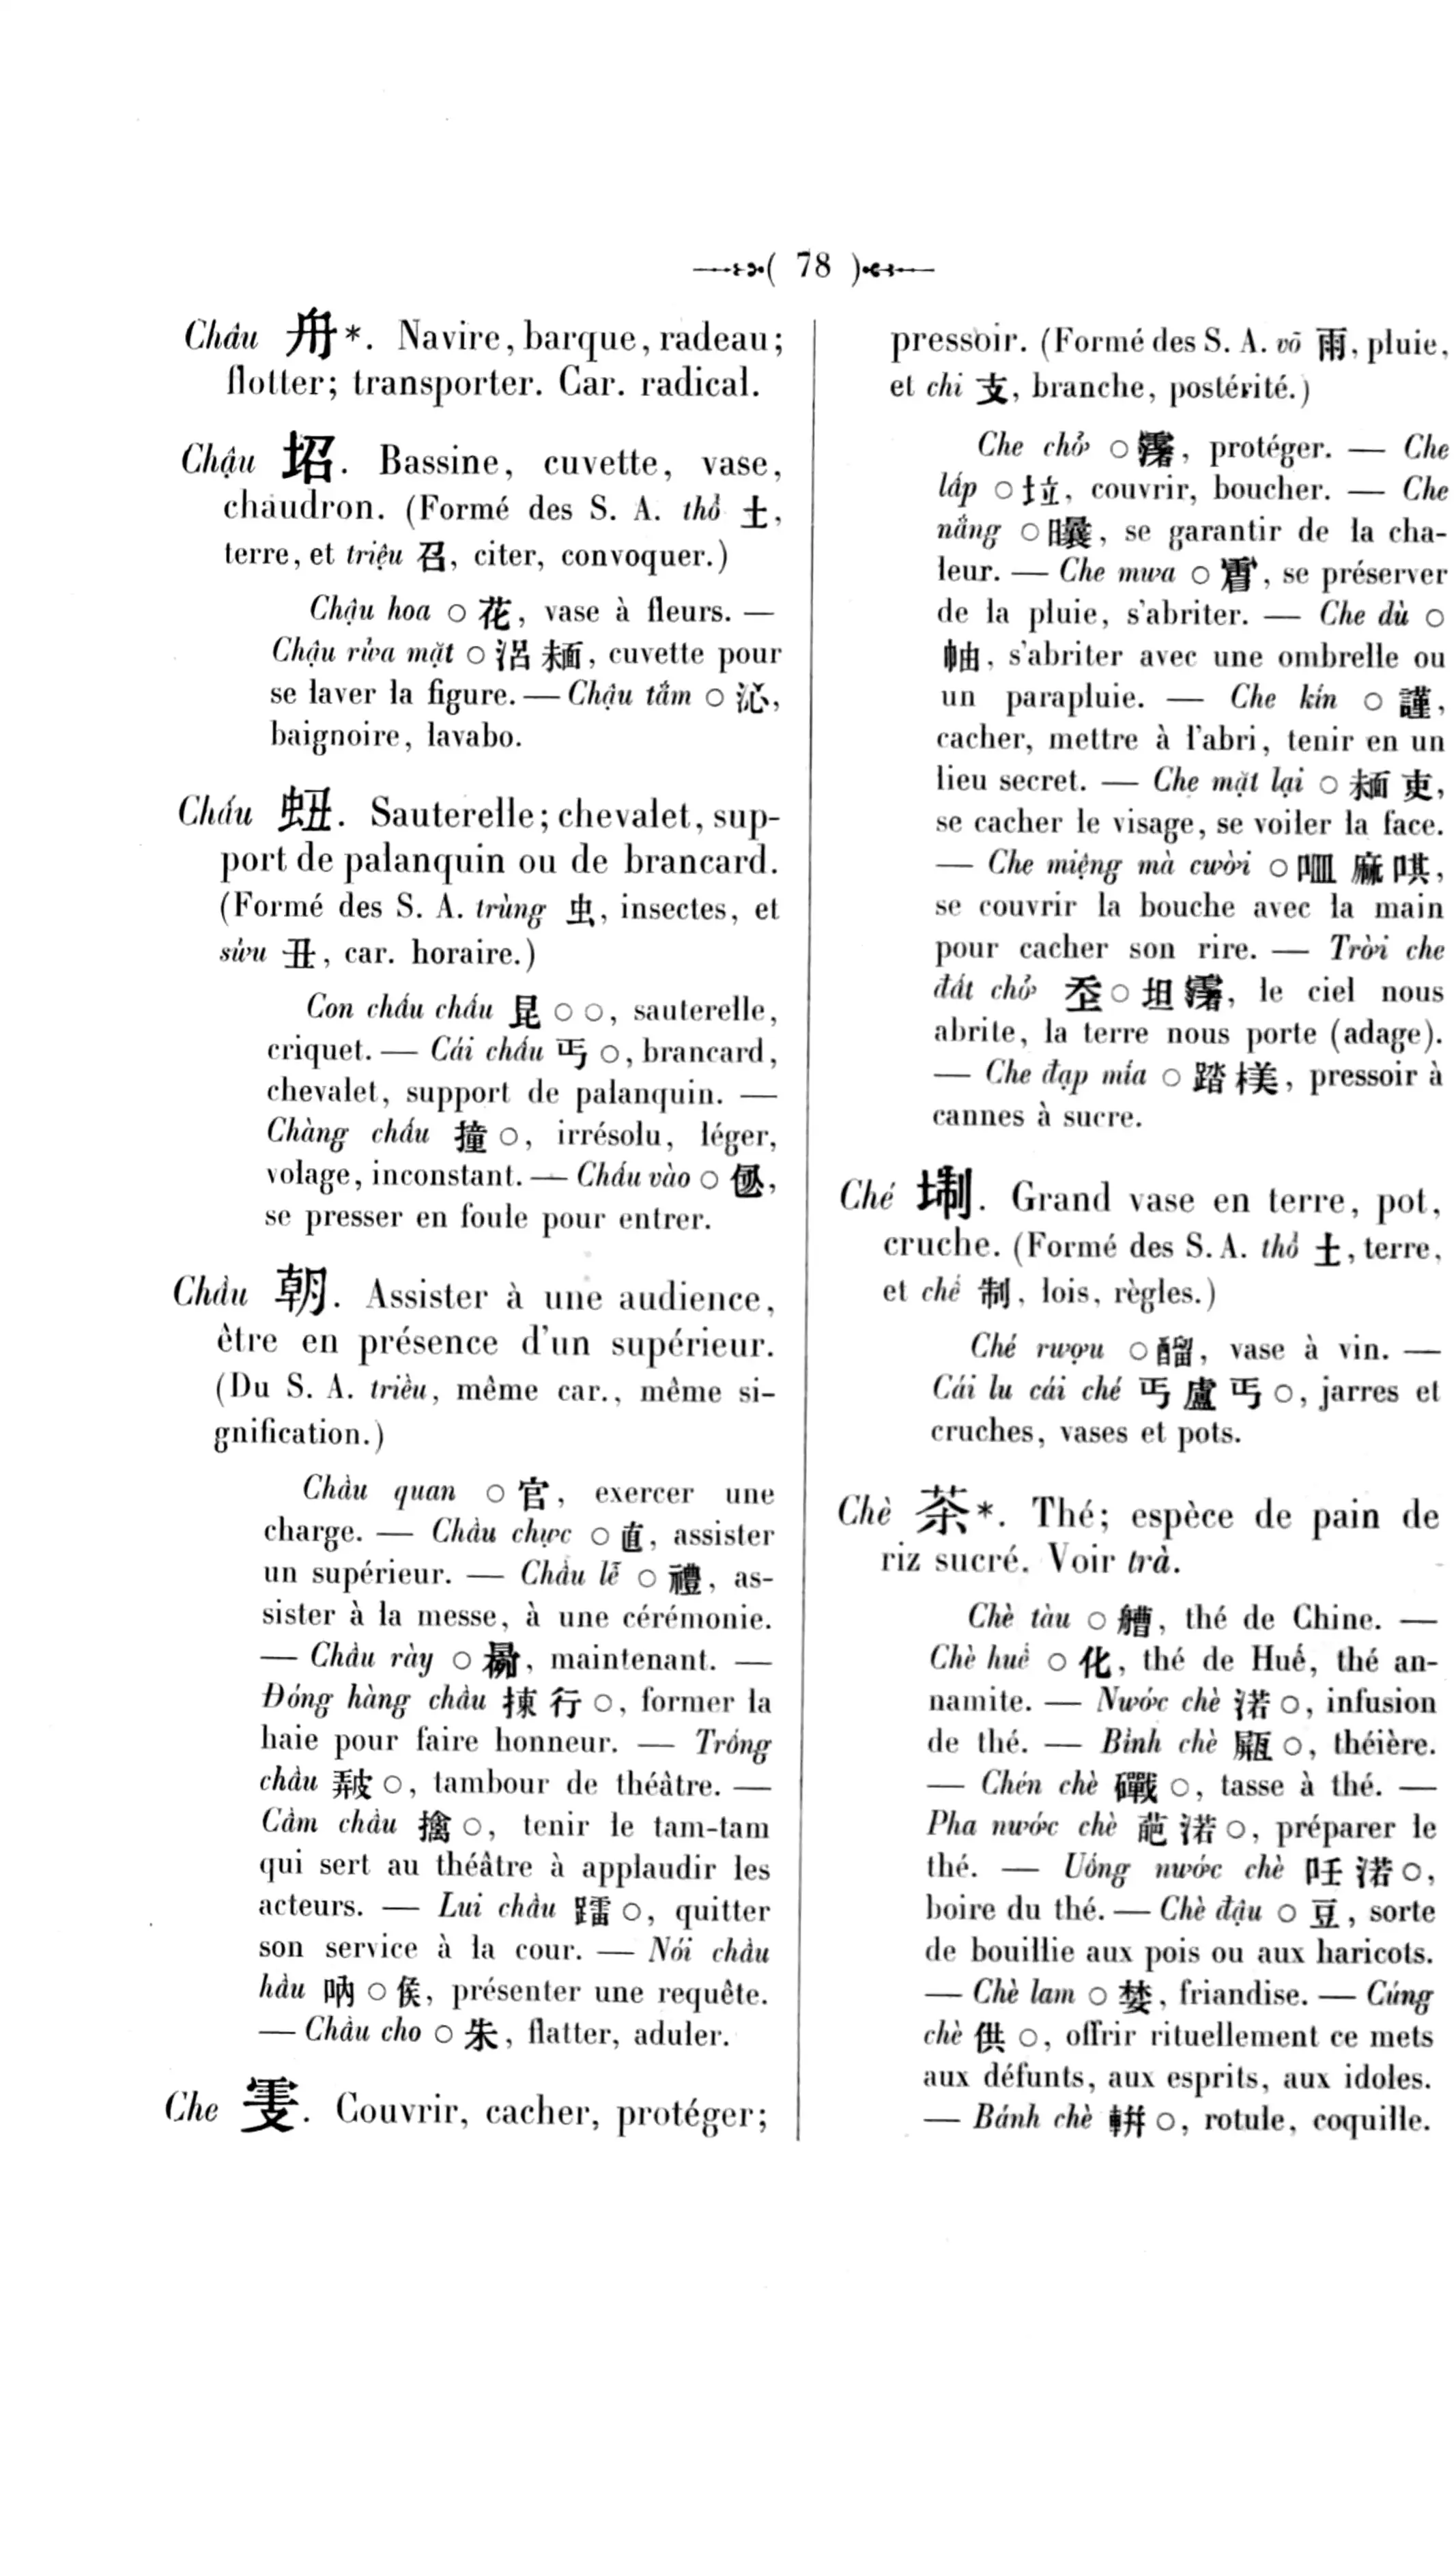 ( 78 )
Châu 舟*. Navire, barque, radeau;
flotter; transporter. Car. radical.
Chậu 坮. Bassine, cuvette, vase,
chaudron. (Formé des S. A. thổ 土,
terre, et triệu 召, citer, convoquer.)
Chậu hoa ○ 花, vase à fleurs. —
Chậu rửa mặt ○ 𣳮 𩈘, cuvette pour
se laver la figure. — Chậu tắm ○ 沁,
baignoire, lavabo.
Chấu 𧉙. Sauterelle; chevalet, sup-
port de palanquin ou de brancard.
(Formé des S. A. trùng 虫, insectes, et
sửu 丑, car. horaire.)
Con chấu chấu 昆 ○ ○, sauterelle,
criquet. — Cái chấu 丐 ○, brancard,
chevalet, support de palanquin. —
Chàng chấu 撞 ○, irrésolu, léger,
volage, inconstant. — Chấu vào ○,
se presser en foule pour entrer.
Chầu 朝. Assister à une audience,
être en présence d'un supérieur.
(Du S. A. triều, même car., même si-
gnification.)
Chầu quan ○ 官, exercer une
charge. — Chầu chực ○ 直, assister
un supérieur. — Chầu lễ ○ 禮, as-
sister à la messe, à une cérémonie.
— Chầu rày ○, maintenant. —
Đóng hàng chầu 揀 行 ○, former la
haie pour faire honneur. — Trống
chầu ○, tambour de théâtre. —
Cầm chầu 擒 ○, tenir le tam-tam
qui sert au théâtre à applaudir les
acteurs. — Lui chầu ○, quitter
son service à la cour. — Nói chầu
hầu 吶 ○ 侯, présenter une requête.
— Chầu cho ○ 朱, flatter, aduler.
Che. Couvrir, cacher, protéger;
pressoir. (Formé des S. A. võ 雨, pluie,
et chi 支, branche, postérité.)
Che chở ○, protéger. — Che
lấp ○ 垃, couvrir, boucher. — Che
nắng ○ 曩, se garantir de la cha-
leur. — Che mưa ○, se préserver
de la pluie, s'abriter. — Che dù ○
㠶, s'abriter avec une ombrelle ou
un parapluie. — Che kín ○ 謹,
cacher, mettre à l'abri, tenir en un
lieu secret. — Che mặt lại ○ 𩈘 吏,
se cacher le visage, se voiler la face.
— Che miệng mà cười ○ 𠰘 麻 唭,
se couvrir la bouche avec la main
pour cacher son rire. — Trời che
đất chở 𡗶 ○ 坦, le ciel nous
abrite, la terre nous porte (adage).
— Che đạp mía ○ 踏 樣, pressoir à
cannes à sucre.
Ché 𡋥. Grand vase en terre, pot,
cruche. (Formé des S. A. thổ 土, terre,
et chế 制, lois, règles.)
Ché rượu ○ 𨢇, vase à vin. —
Cái lu cái ché 丐 盧 丐 ○, jarres et
cruches, vases et pots.
Chè 茶*. Thé; espèce de pain de
riz sucré. Voir trà.
Chè tàu ○ 艚, thé de Chine. —
Chè huế ○ 化, thé de Huế, thé an-
namite. — Nước chè 渃 ○, infusion
de thé. — Bình chè ○, théière.
— Chén chè ○, tasse à thé. —
Pha nước chè 葩 渃 ○, préparer le
thé. — Uống nước chè 㕵 渃 ○,
boire du thé. — Chè đậu ○ 豆, sorte
de bouillie aux pois ou aux haricots.
— Chè lam ○ 婪, friandise. — Cúng
chè 供 ○, offrir rituellement ce mets
aux défunts, aux esprits, aux idoles.
— Bánh chè 輧 ○, rotule, coquille.